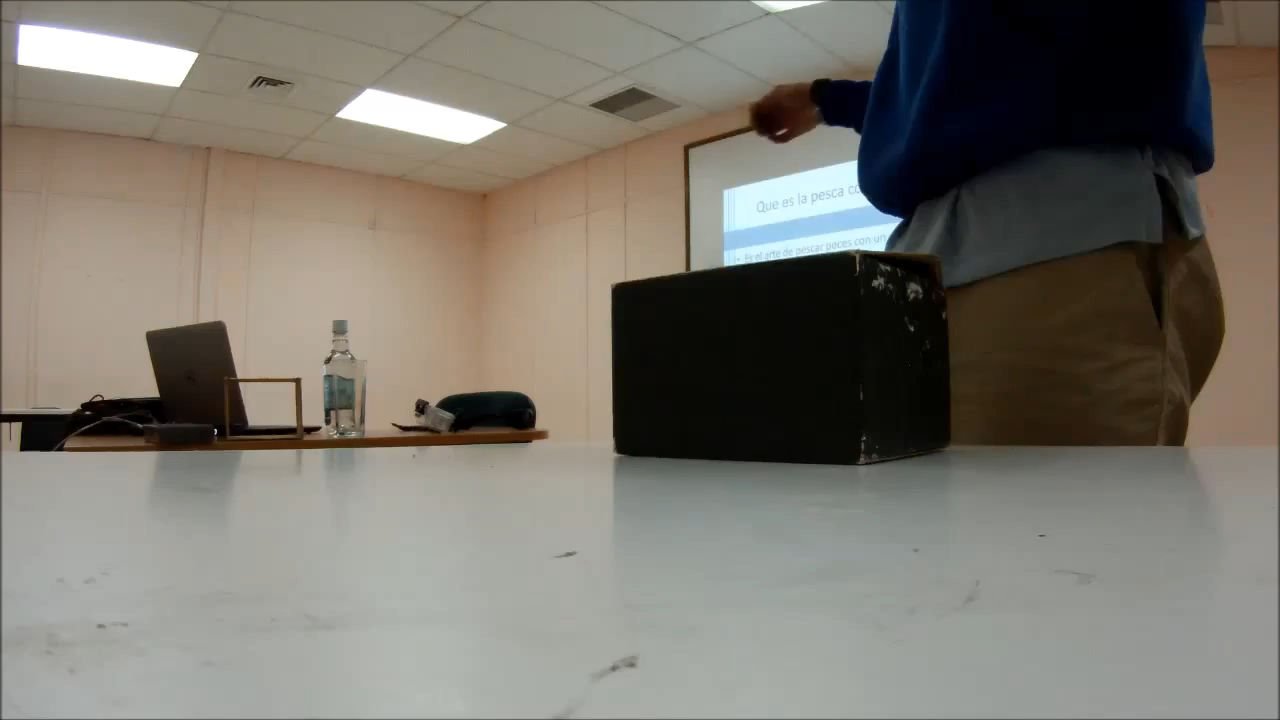 Que es la pesca co
• Es el arte de pescar peces con un